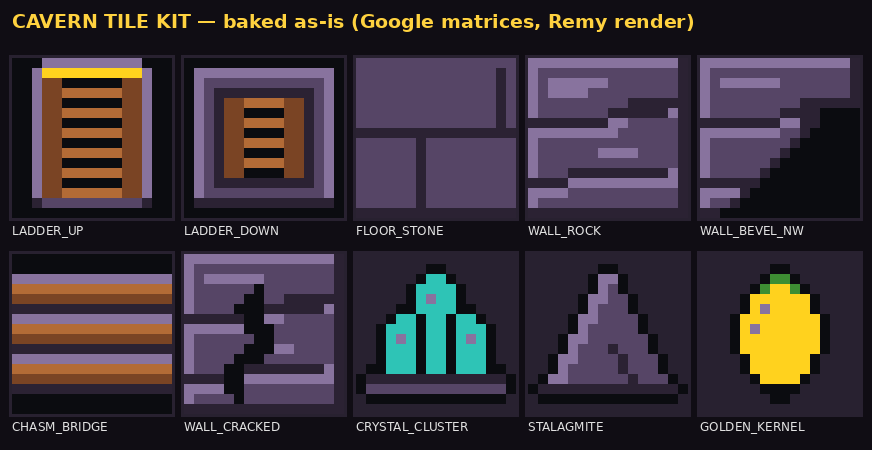 CAVERN TILE KIT — baked as-is (Google matrices, Remy render)
LADDER_UP LADDER_DOWN FLOOR_STONE WALL_ROCK WALL_BEVEL_NW
CHASM_BRIDGE WALL_CRACKED CRYSTAL_CLUSTER STALAGMITE GOLDEN_KERNEL